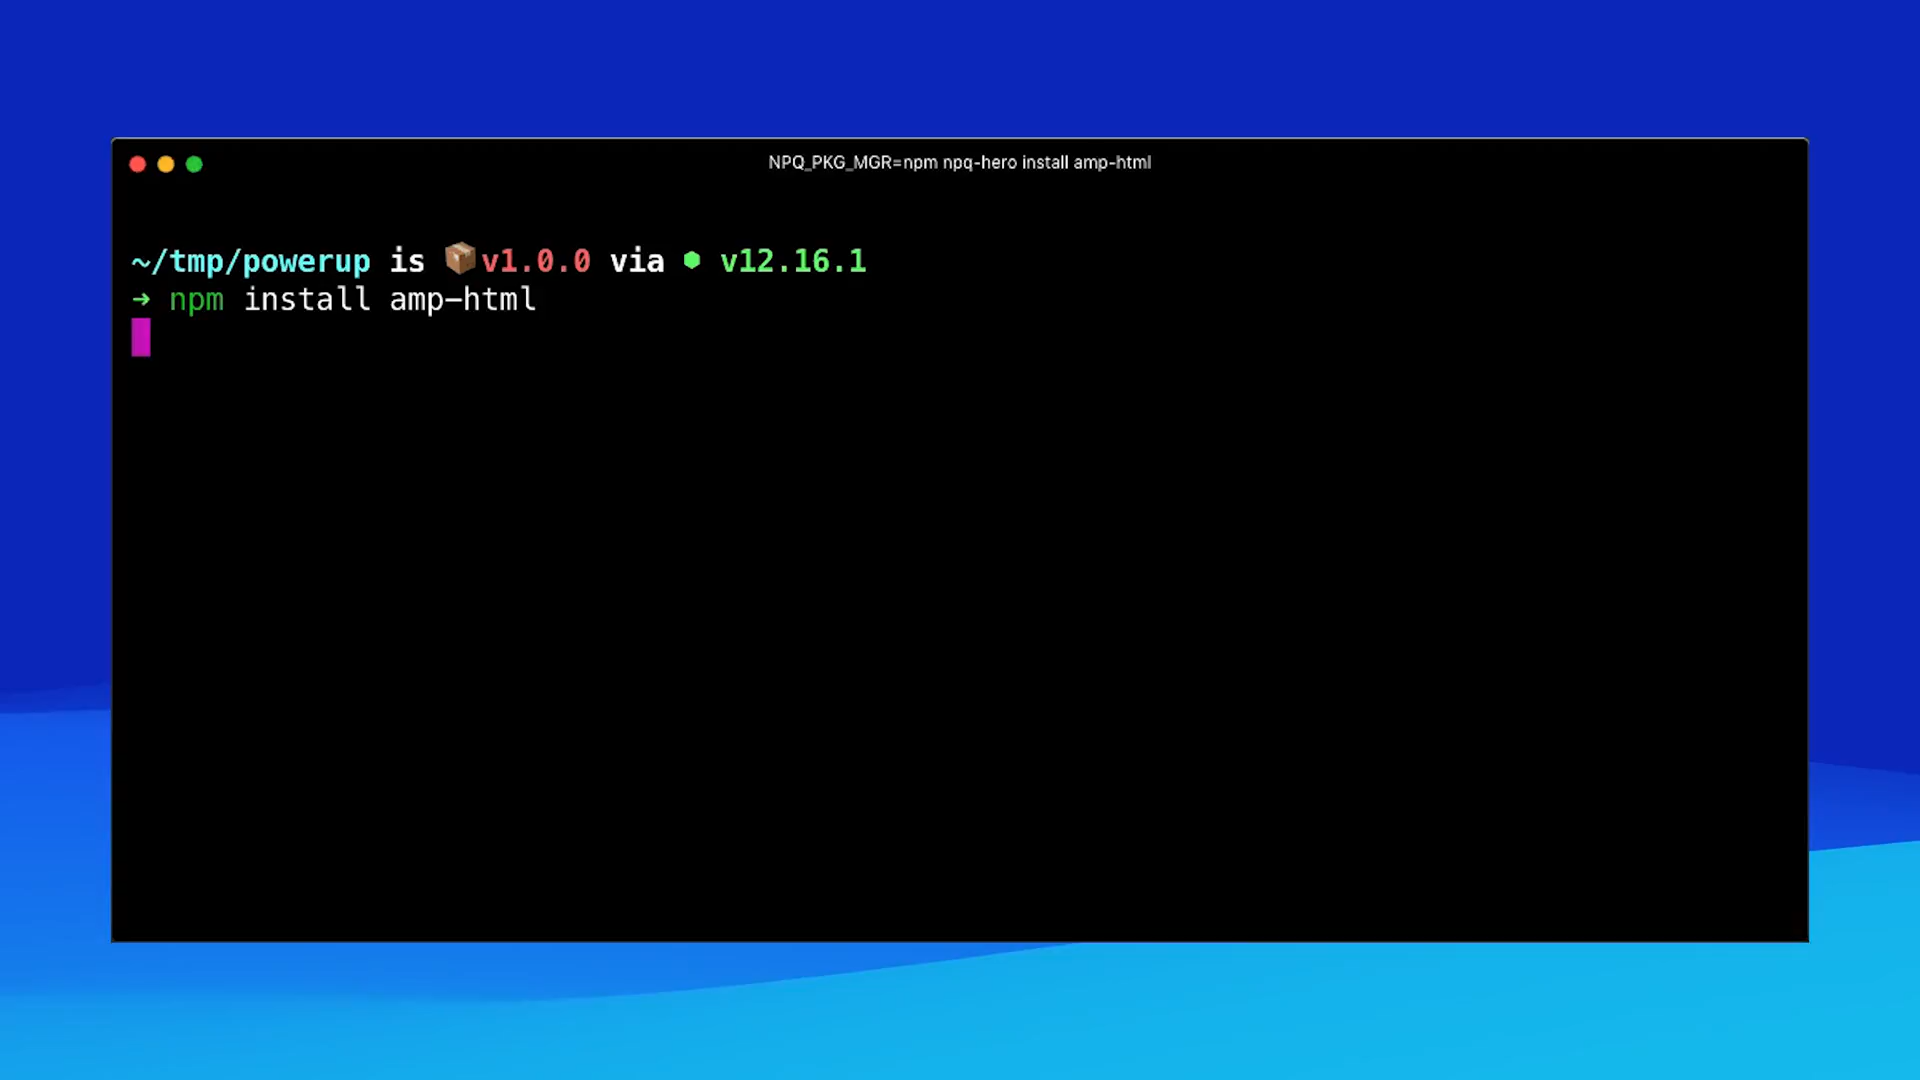 NPQ_PKG_MGR=npm npq-hero install amp-html
~/tmp/powerup is 📦v1.0.0 via ⬢ v12.16.1
➜ npm install amp-html